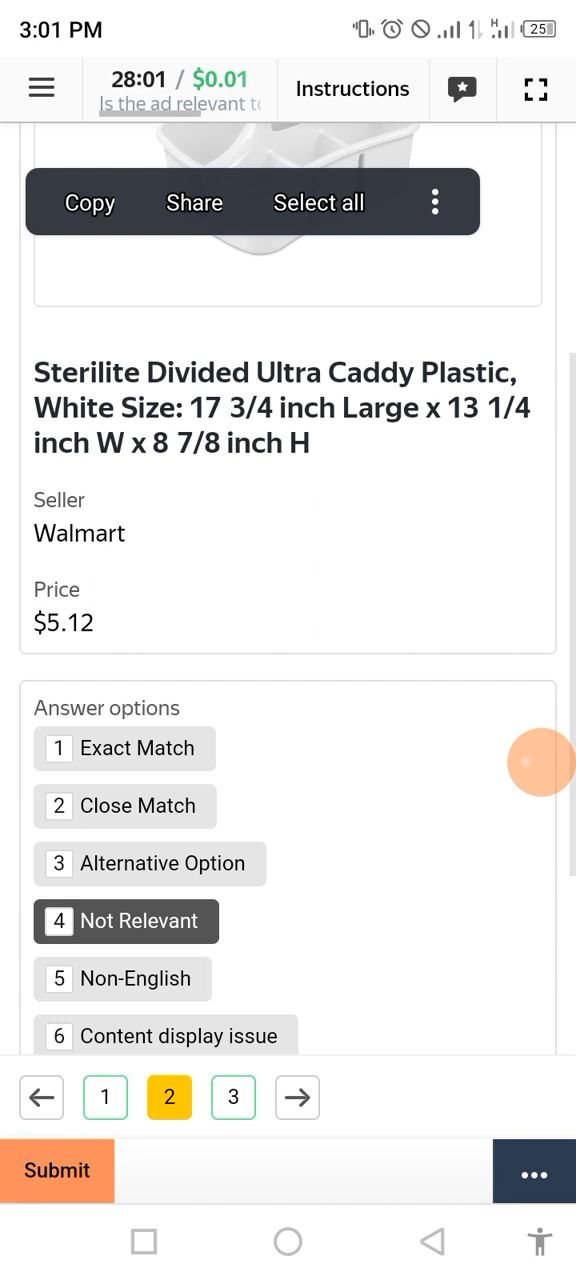 3:01 PM
H
25
28:01 / $0.01
Is the ad relevant to
Instructions
Copy
Share
Select all
Sterilite Divided Ultra Caddy Plastic,
White Size: 17 3/4 inch Large x 13 1/4
inch W x 8 7/8 inch H
Seller
Walmart
Price
$5.12
Answer options
1 Exact Match
2 Close Match
3 Alternative Option
4 Not Relevant
5 Non-English
6 Content display issue
1
2
3
Submit
...